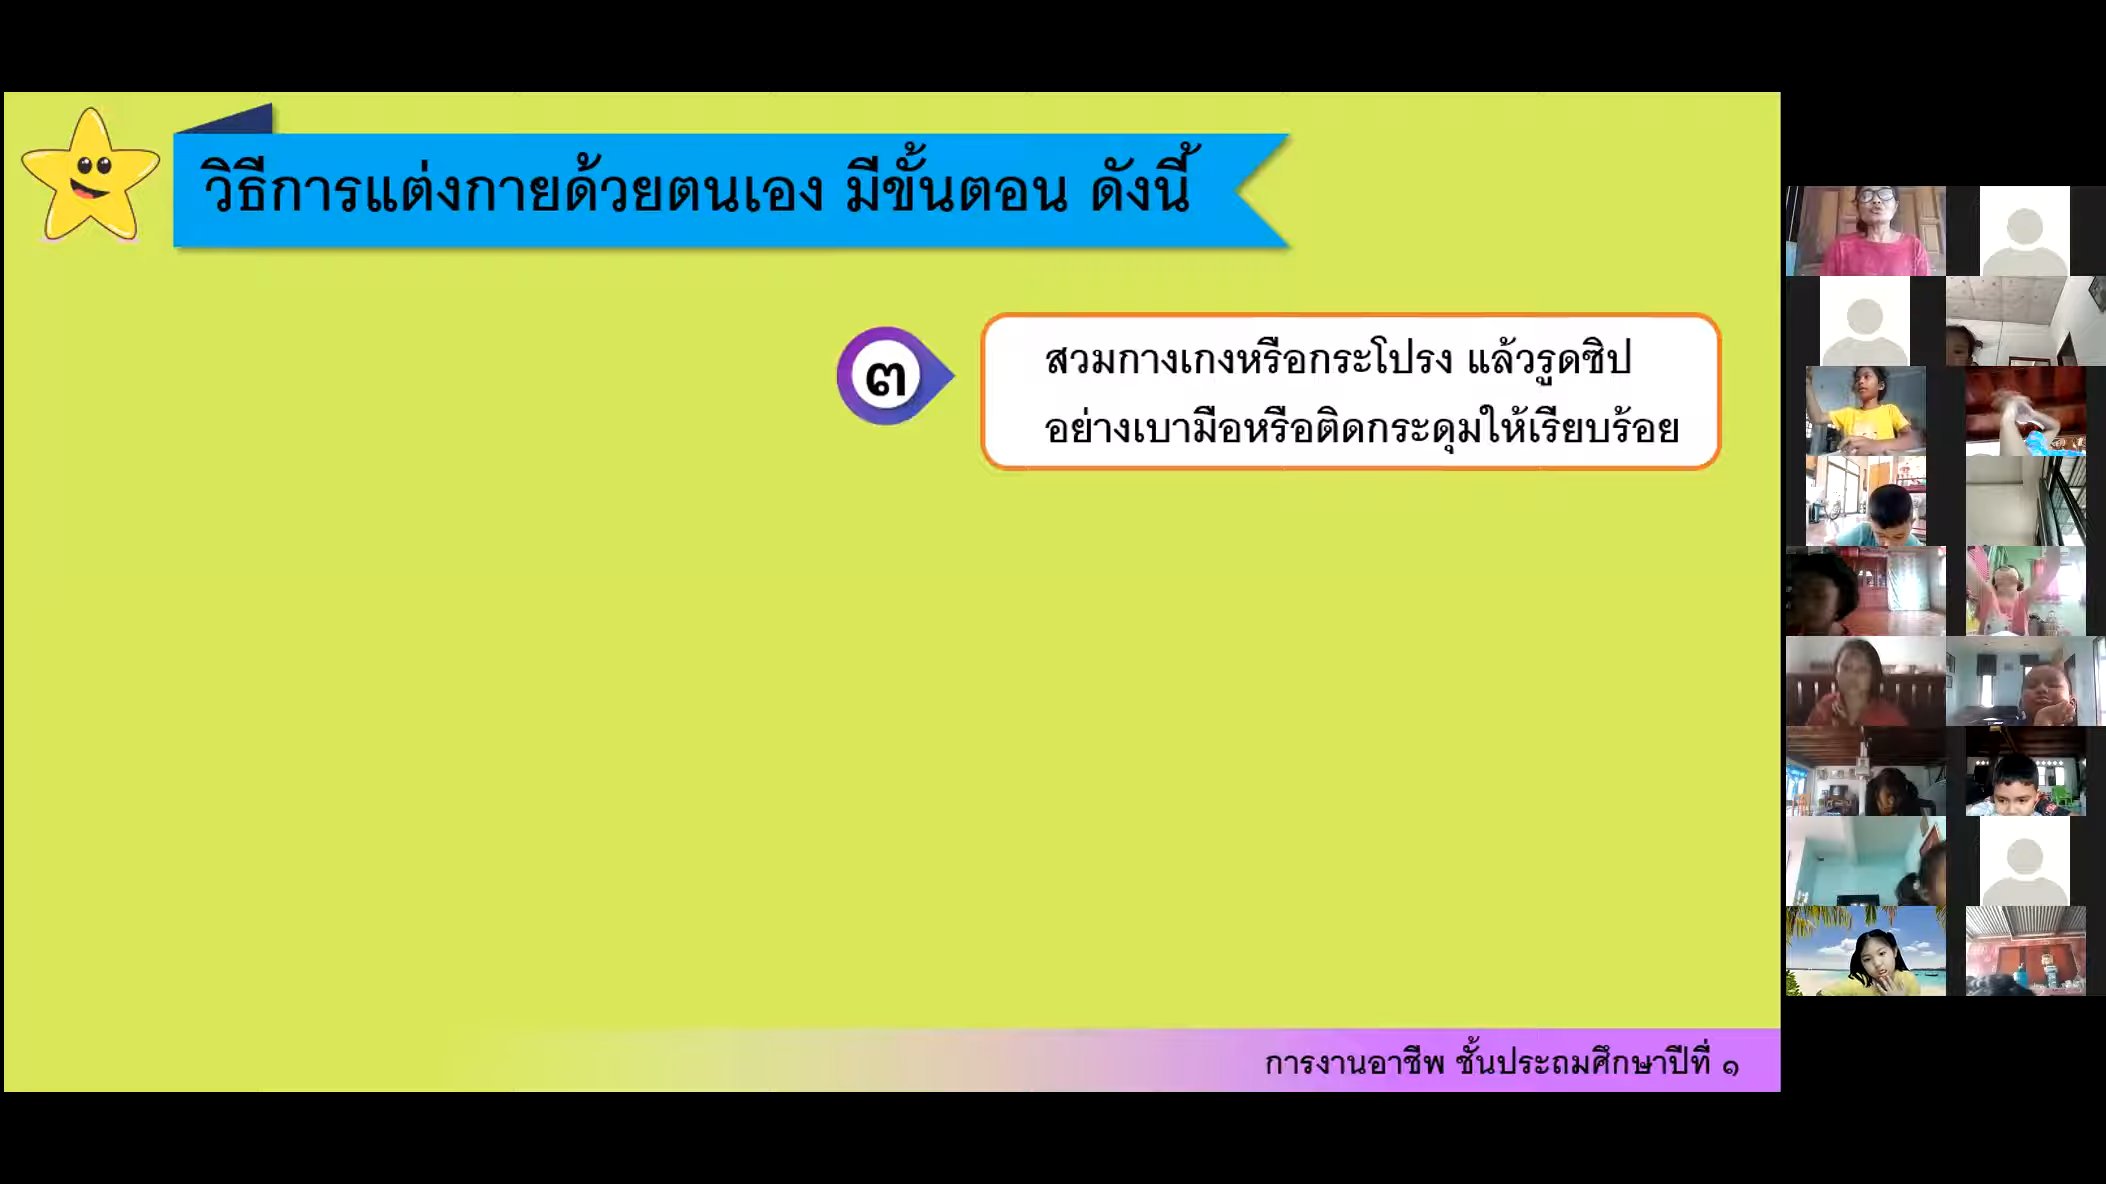 วิธีการแต่งกายด้วยตนเอง มีขั้นตอน ดังนี้
๓
สวมกางเกงหรือกระโปรง แล้วรูดซิป
อย่างเบามือหรือติดกระดุมให้เรียบร้อย
การงานอาชีพ ชั้นประถมศึกษาปีที่ ๑